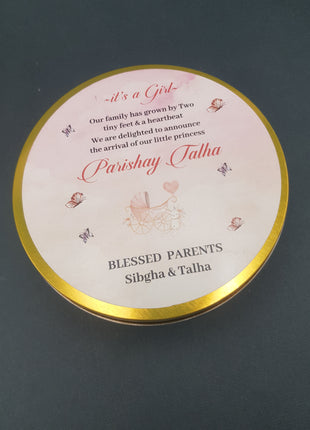 ~it's a Girl~
Our family has grown by Two
tiny feet & a heartbeat
We are delighted to announce
the arrival of our little princess
Parishay Talha
BLESSED PARENTS
Sibgha & Talha